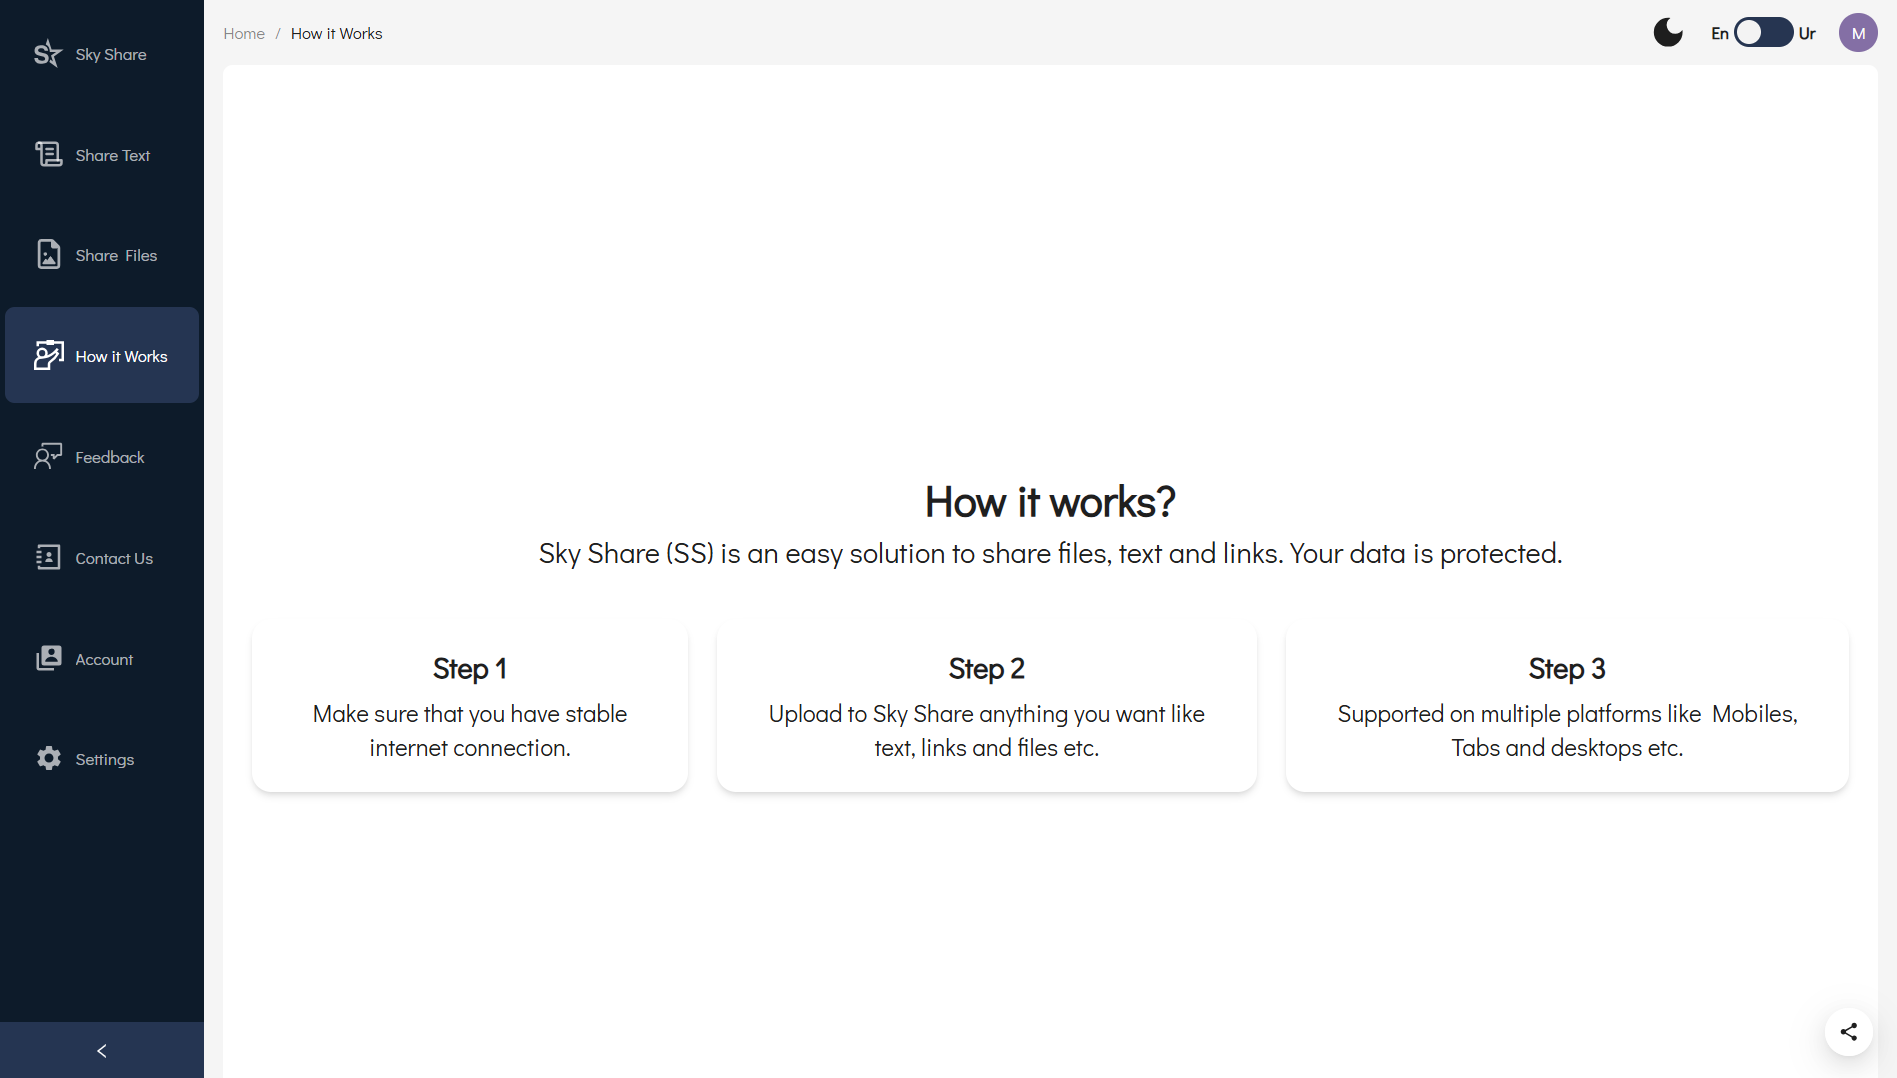 Sky Share
Share Text
Share Files
How it Works
Feedback
Contact Us
Account
Settings
Home / How it Works
En
Ur
M
How it works?
Sky Share (SS) is an easy solution to share files, text and links. Your data is protected.
Step 1
Make sure that you have stable
internet connection.
Step 2
Upload to Sky Share anything you want like
text, links and files etc.
Step 3
Supported on multiple platforms like Mobiles,
Tabs and desktops etc.